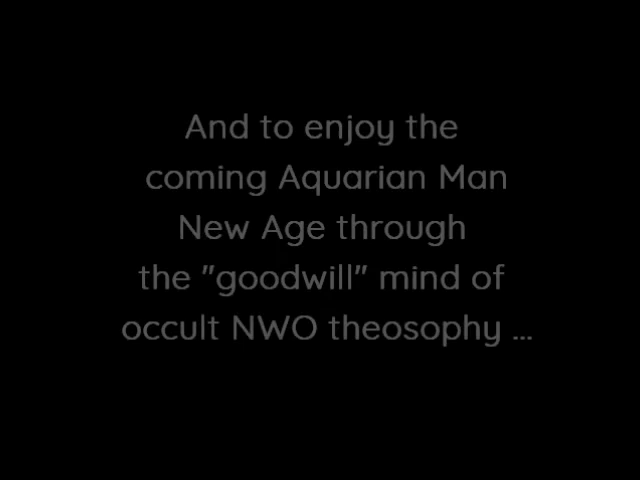 And to enjoy the
coming Aquarian Man
New Age through
the "goodwill" mind of
occult NWO theosophy ...